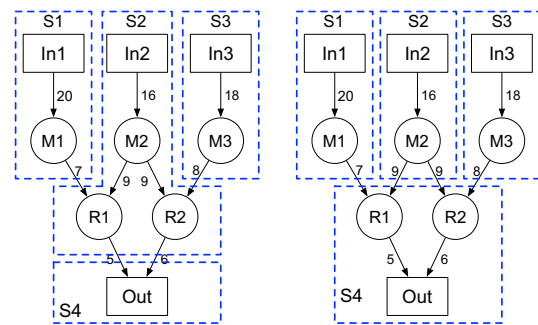 S1 S2 S3 S1 S2 S3
In1 In2 In3 In1 In2 In3
20 16 18 20 16 18
M1 M2 M3 M1 M2 M3
7 9 9 8 7 9 9 8
R1 R2 R1 R2
5 6 5 6
S4 Out S4 Out